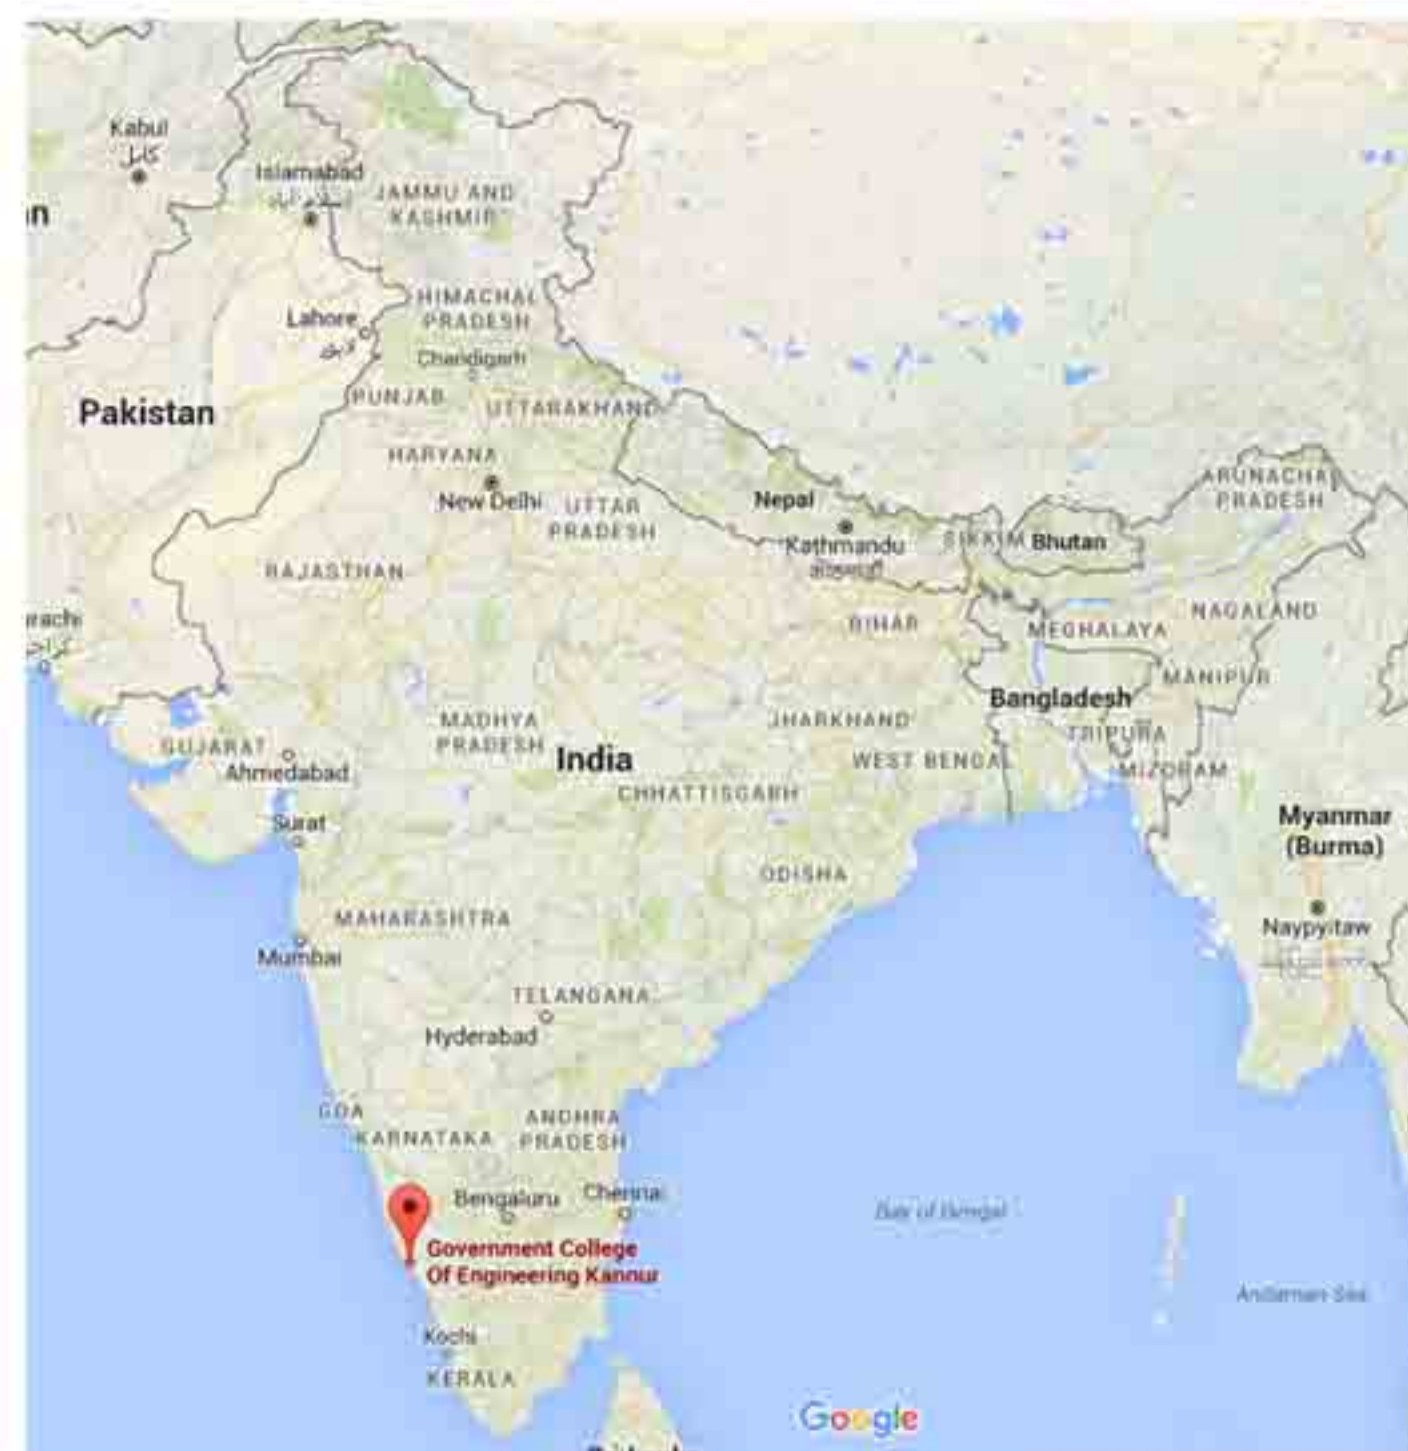 Kabul
کابل
Islamabad
JAMMU AND
KASHMIR
HIMACHAL
PRADESH
Lahore
Chandigarh
PUNJAB
UTTARAKHAND
Pakistan
HARYANA
New Delhi
UTTAR
PRADESH
Nepal
Kathmandu
SIKKIM
Bhutan
ARUNACHAL
PRADESH
RAJASTHAN
BIHAR
MEGHALAYA
NAGALAND
MANIPUR
Bangladesh
TRIPURA
MIZORAM
GUJARAT
Ahmedabad
MADHYA
PRADESH
India
JHARKHAND
WEST BENGAL
CHHATTISGARH
Surat
Myanmar
(Burma)
ODISHA
MAHARASHTRA
Mumbai
Naypyitaw
TELANGANA
Hyderabad
GOA
KARNATAKA
ANDHRA
PRADESH
Bengaluru
Chennai
Bay of Bengal
Government College
Of Engineering Kannur
Andaman Sea
Kochi
KERALA
Google